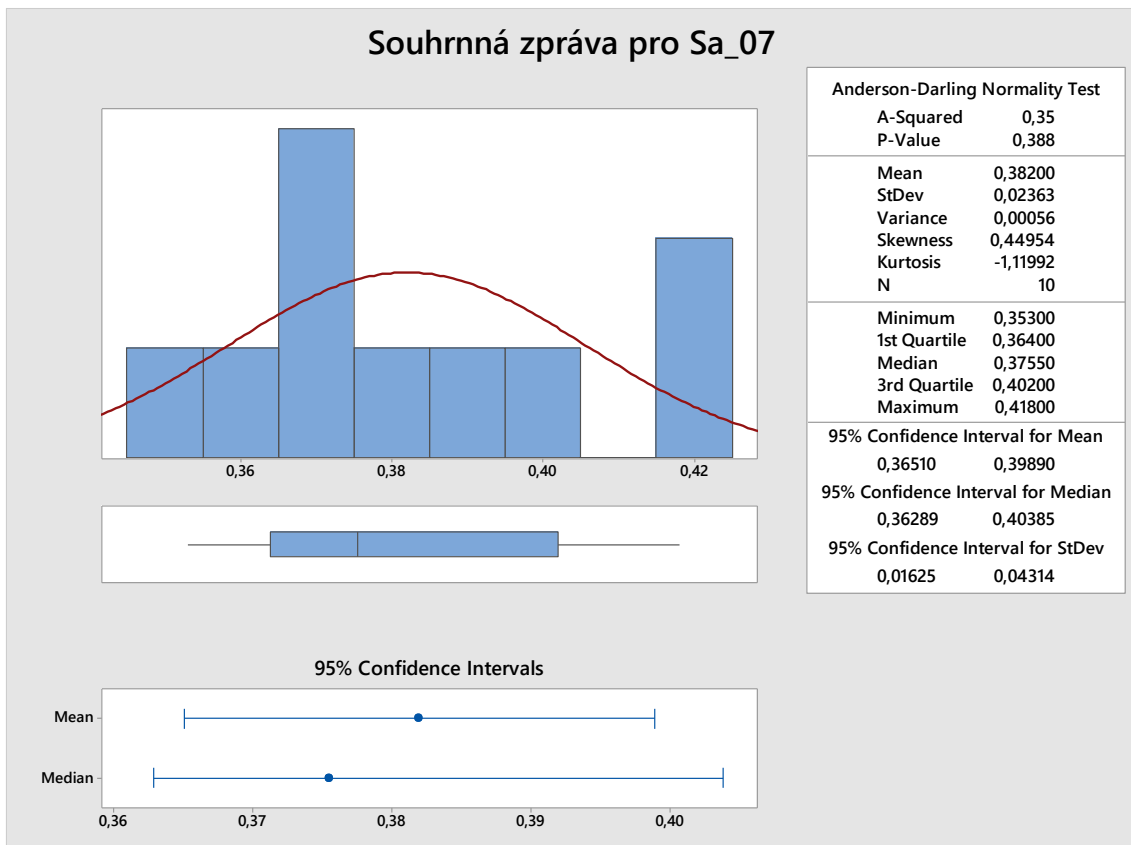 Souhrnná zpráva pro Sa_07
0,36 0,38 0,40 0,42
95% Confidence Intervals
Mean
Median
0,36 0,37 0,38 0,39 0,40
Anderson-Darling Normality Test
A-Squared 0,35
P-Value 0,388
Mean 0,38200
StDev 0,02363
Variance 0,00056
Skewness 0,44954
Kurtosis -1,11992
N 10
Minimum 0,35300
1st Quartile 0,36400
Median 0,37550
3rd Quartile 0,40200
Maximum 0,41800
95% Confidence Interval for Mean
0,36510 0,39890
95% Confidence Interval for Median
0,36289 0,40385
95% Confidence Interval for StDev
0,01625 0,04314